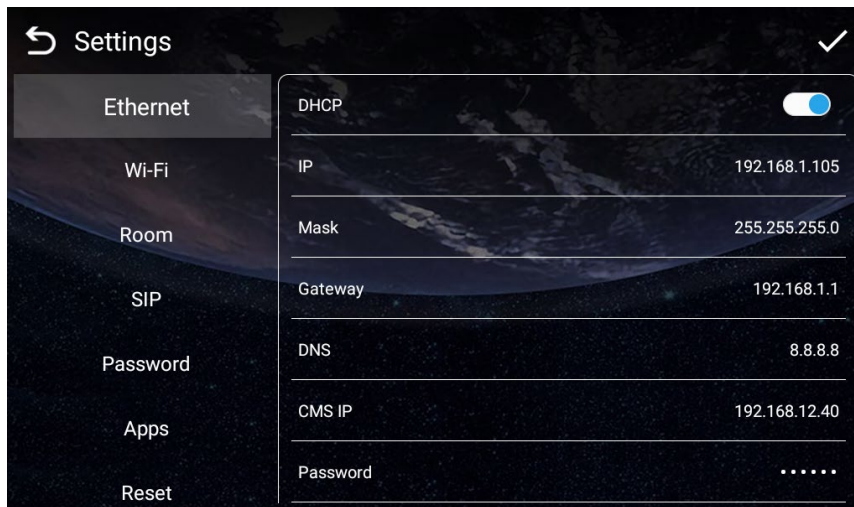 Settings
Ethernet
Wi-Fi
Room
SIP
Password
Apps
Reset
DHCP
IP 192.168.1.105
Mask 255.255.255.0
Gateway 192.168.1.1
DNS 8.8.8.8
CMS IP 192.168.12.40
Password ••••••